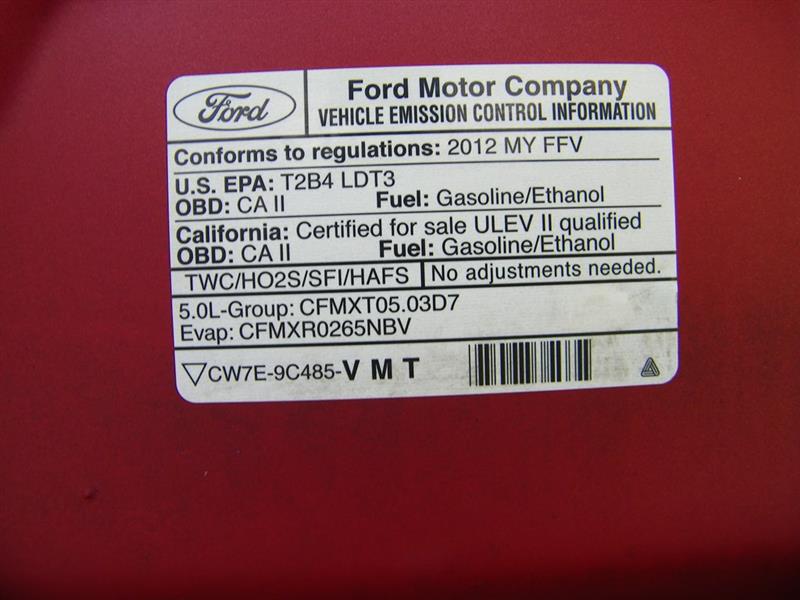 Ford
Ford Motor Company
VEHICLE EMISSION CONTROL INFORMATION
Conforms to regulations: 2012 MY FFV
U.S. EPA: T2B4 LDT3
OBD: CA II Fuel: Gasoline/Ethanol
California: Certified for sale ULEV II qualified
OBD: CA II Fuel: Gasoline/Ethanol
TWC/HO2S/SFI/HAFS No adjustments needed.
5.0L-Group: CFMXT05.03D7
Evap: CFMXR0265NBV
CW7E-9C485-V M T